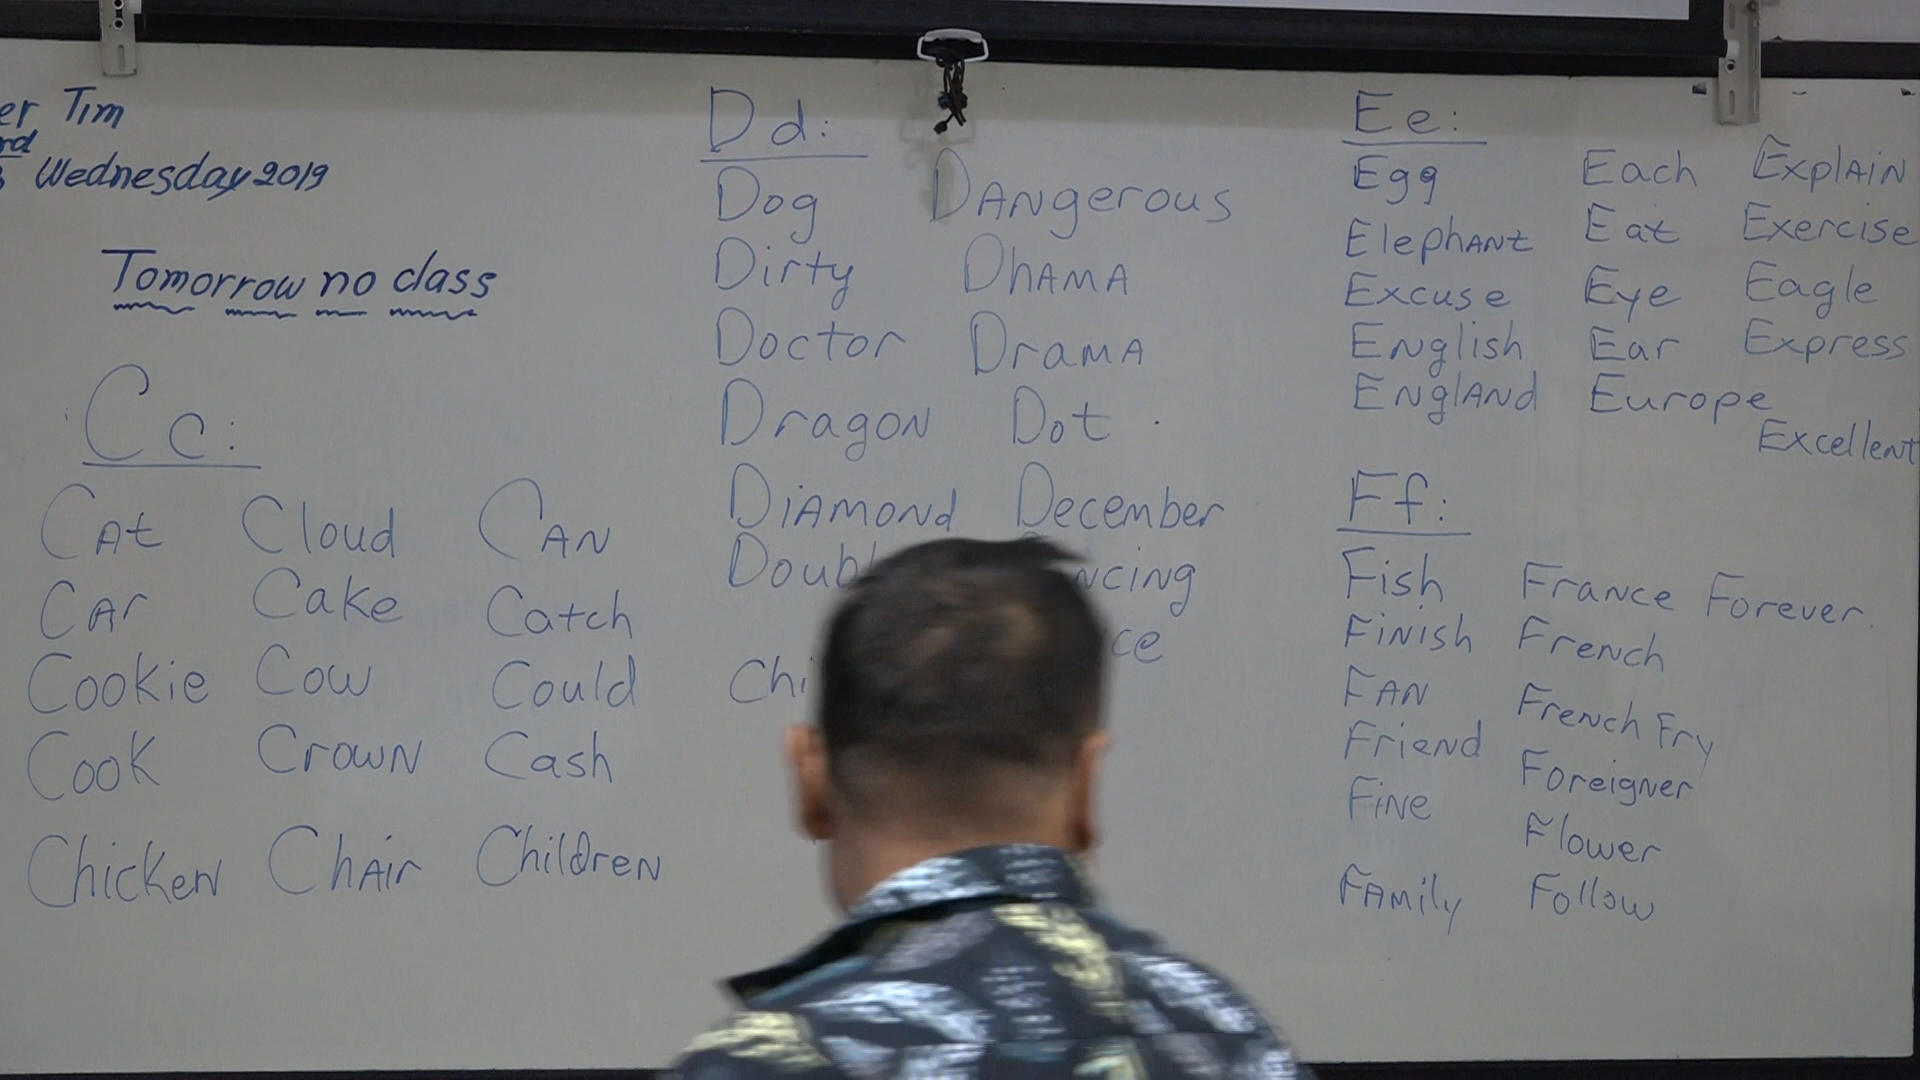 Tim
Wednesday 2019
Tomorrow no class
Cc:
CAt Cloud CAN
CAr Cake Catch
Cookie Cow Could
Cook Crown Cash
Chicken Chair Children
Dd:
Dog Dangerous
Dirty DhAMA
Doctor DramA
Dragon Dot
Diamond December
Ee:
Egg Each Explain
Elephant Eat Exercise
Excuse Eye Eagle
English Ear Express
England Europe
Excellent
Ff:
Fish France Forever
Finish French
Fan French Fry
Friend Foreigner
Fine Flower
Family Follow